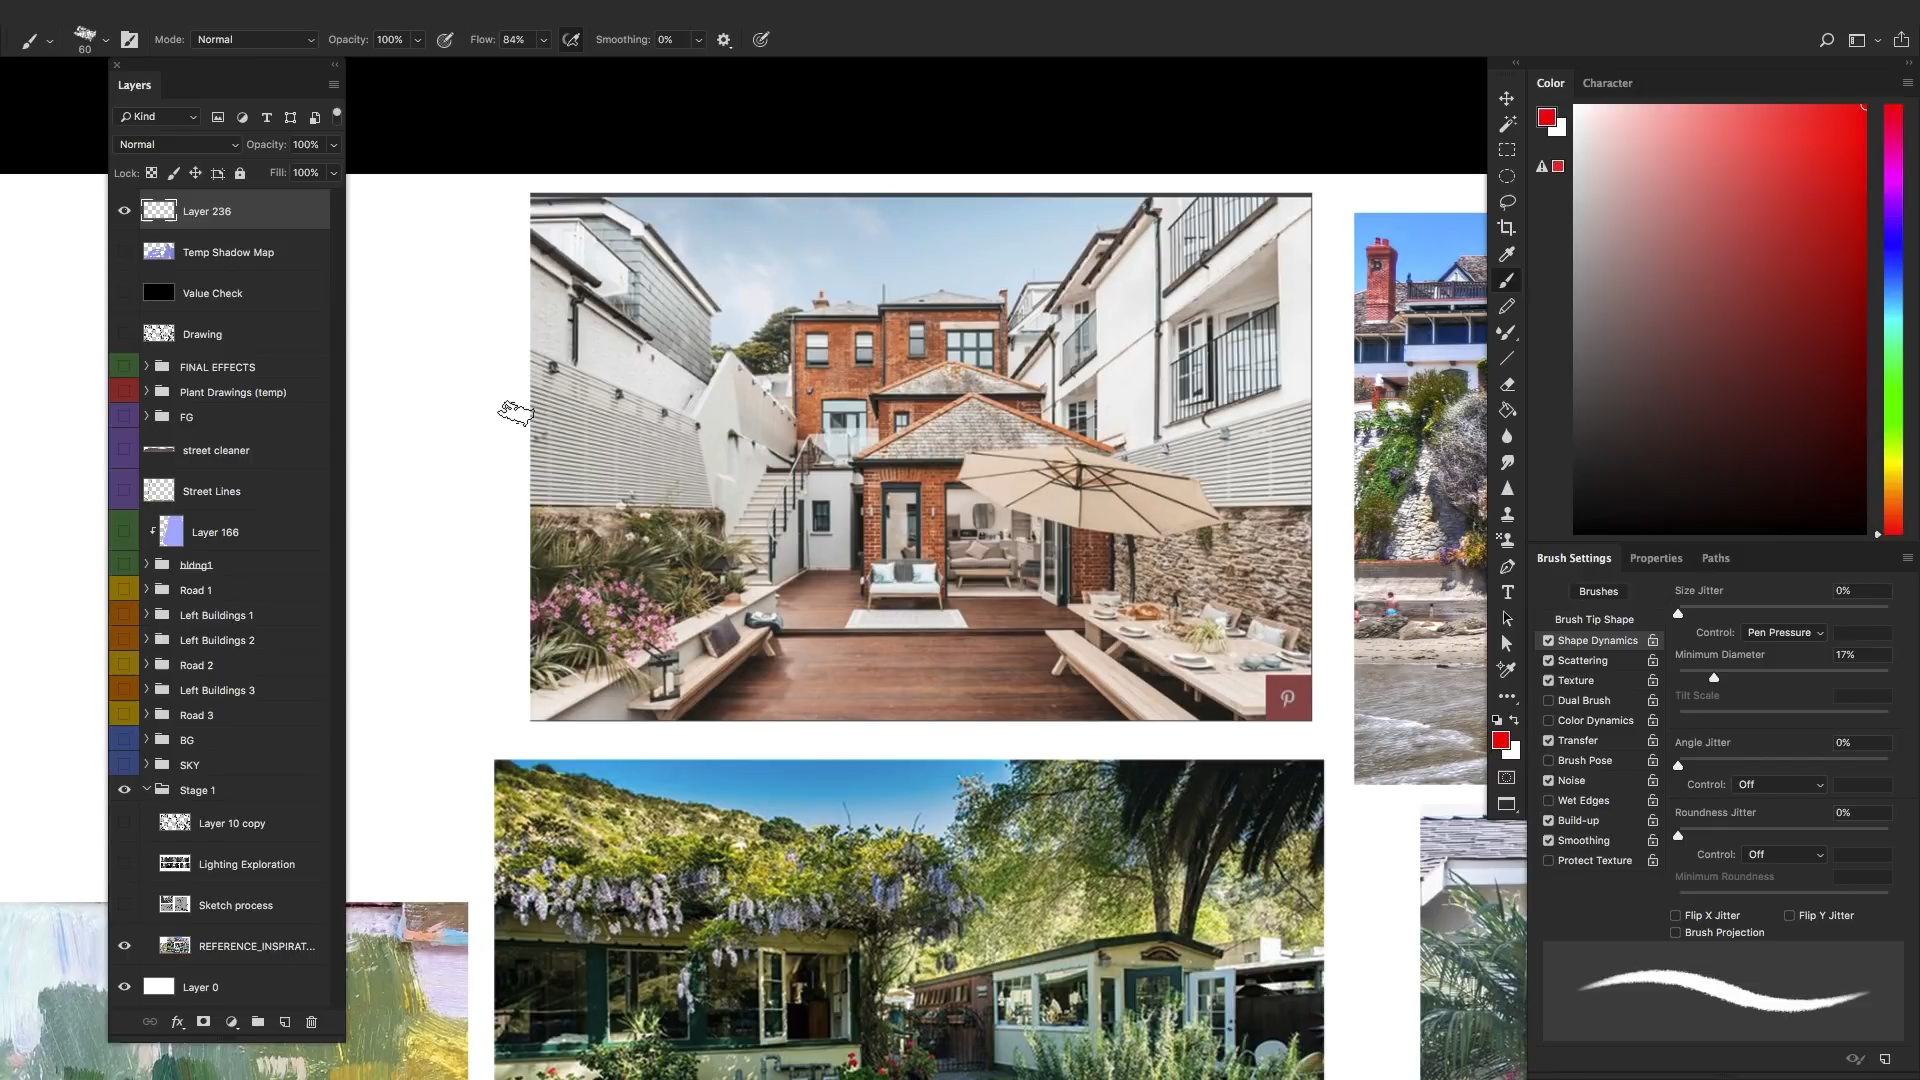 60
Mode: Normal
Opacity: 100%
Flow: 84%
Smoothing: 0%
Layers
Kind
Normal
Opacity: 100%
Lock:
Fill: 100%
Layer 236
Temp Shadow Map
Value Check
Drawing
FINAL EFFECTS
Plant Drawings (temp)
FG
street cleaner
Street Lines
Layer 166
bldng1
Road 1
Left Buildings 1
Left Buildings 2
Road 2
Left Buildings 3
Road 3
BG
SKY
Stage 1
Layer 10 copy
Lighting Exploration
Sketch process
REFERENCE_INSPIRAT...
Layer 0
fx
Color
Character
Brush Settings
Properties
Paths
Brushes
Brush Tip Shape
Shape Dynamics
Scattering
Texture
Dual Brush
Color Dynamics
Transfer
Brush Pose
Noise
Wet Edges
Build-up
Smoothing
Protect Texture
Size Jitter
0%
Control: Pen Pressure
Minimum Diameter
17%
Tilt Scale
Angle Jitter
0%
Control: Off
Roundness Jitter
0%
Control: Off
Minimum Roundness
Flip X Jitter
Flip Y Jitter
Brush Projection